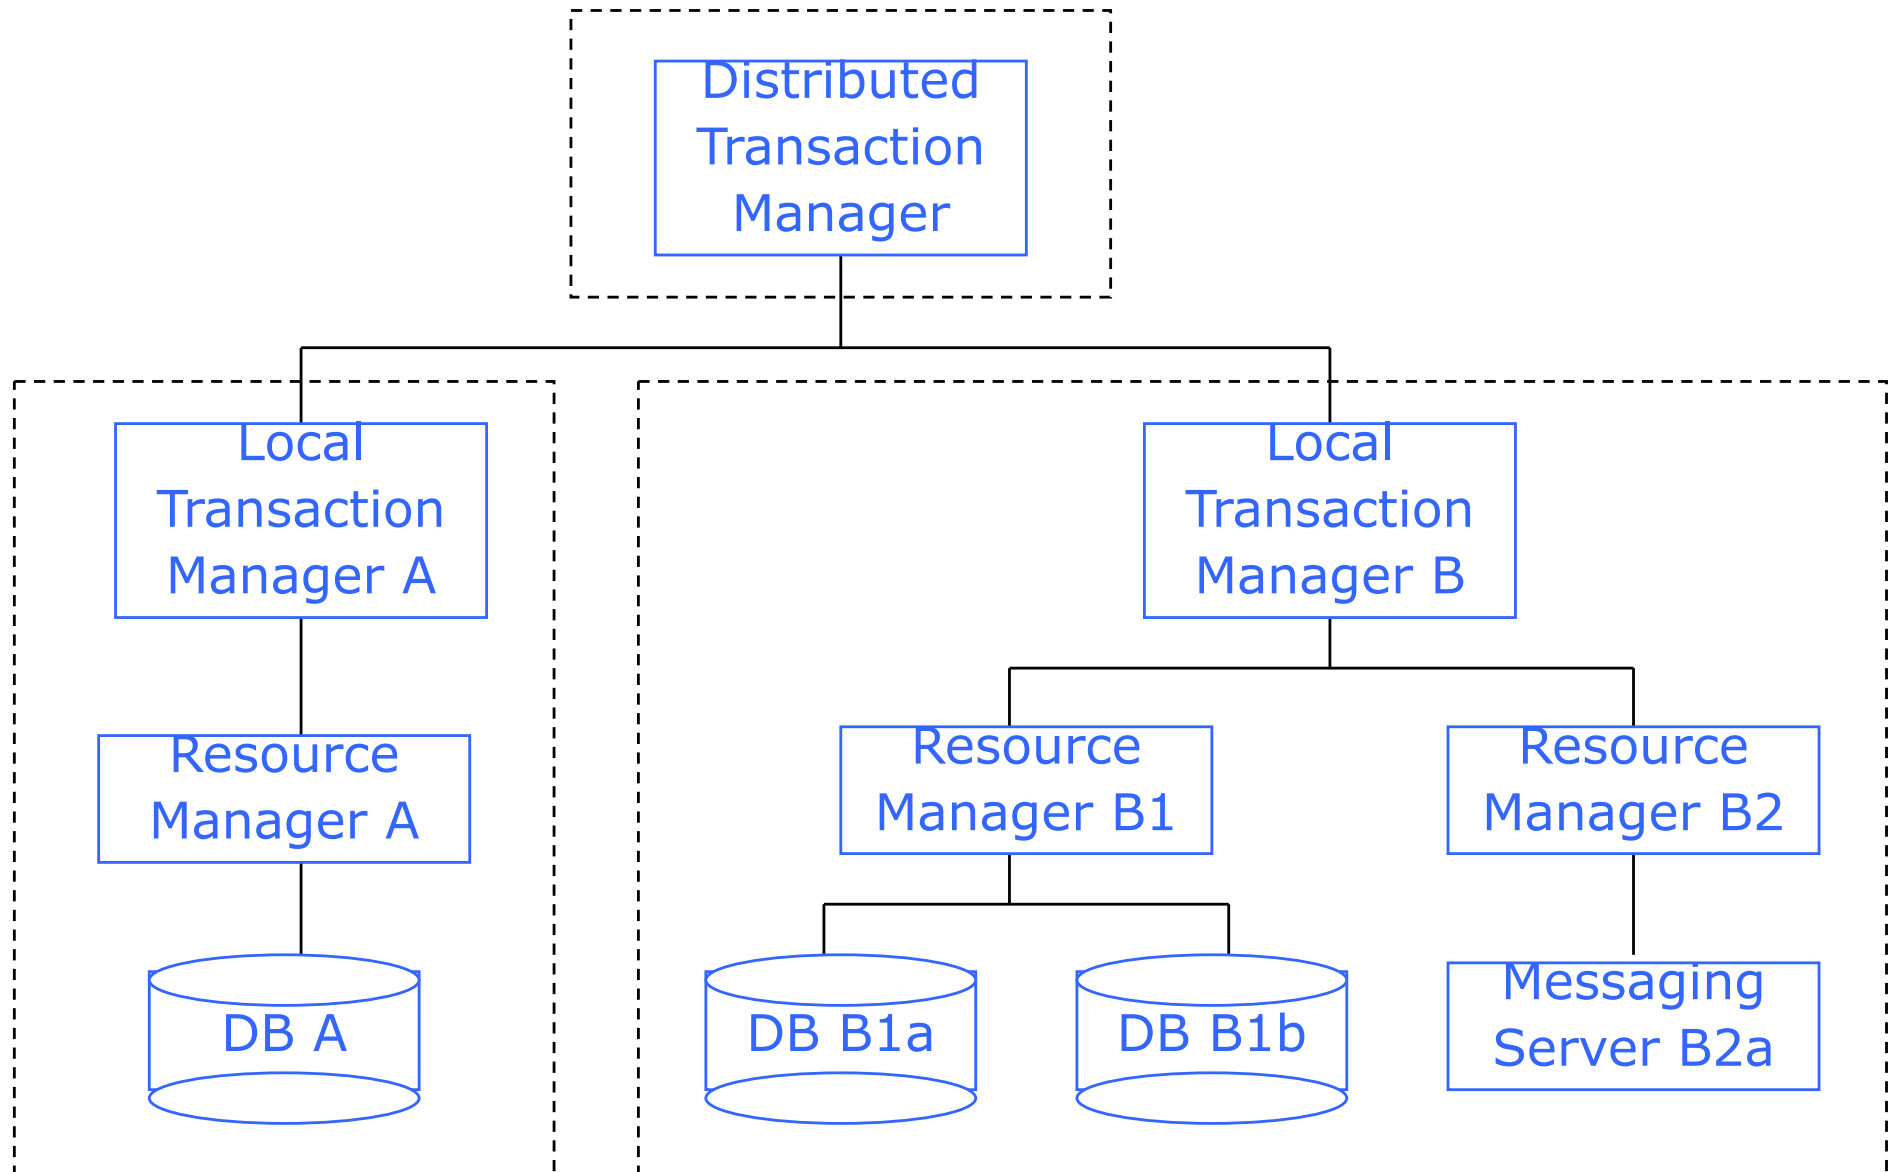 Distributed
Transaction
Manager
Local
Transaction
Manager A
Local
Transaction
Manager B
Resource
Manager A
Resource
Manager B1
Resource
Manager B2
DB A
DB B1a
DB B1b
Messaging
Server B2a